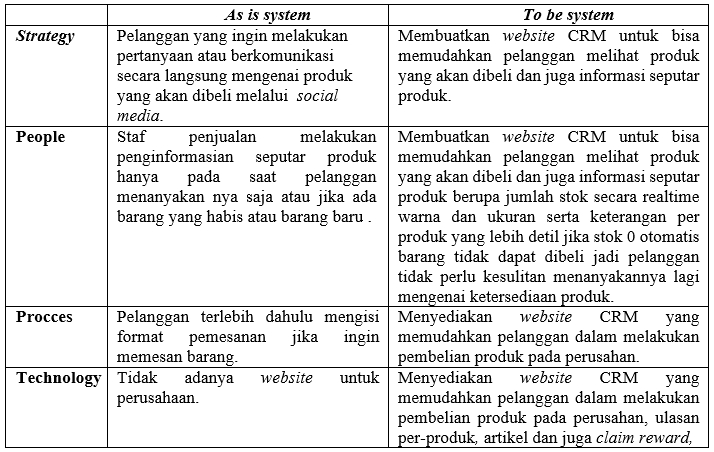 As is system
To be system
Strategy
Pelanggan yang ingin melakukan
pertanyaan atau berkomunikasi
secara langsung mengenai produk
yang akan dibeli melalui social
media.
Membuatkan website CRM untuk bisa
memudahkan pelanggan melihat produk
yang akan dibeli dan juga informasi seputar
produk.
People
Staf penjualan melakukan
penginformasian seputar produk
hanya pada saat pelanggan
menanyakan nya saja atau jika ada
barang yang habis atau barang baru .
Membuatkan website CRM untuk bisa
memudahkan pelanggan melihat produk
yang akan dibeli dan juga informasi seputar
produk berupa jumlah stok secara realtime
warna dan ukuran serta keterangan per
produk yang lebih detil jika stok 0 otomatis
barang tidak dapat dibeli jadi pelanggan
tidak perlu kesulitan menanyakannya lagi
mengenai ketersediaan produk.
Procces
Pelanggan terlebih dahulu mengisi
format pemesanan jika ingin
memesan barang.
Menyediakan website CRM yang
memudahkan pelanggan dalam melakukan
pembelian produk pada perusahan.
Technology
Tidak adanya website untuk
perusahaan.
Menyediakan website CRM yang
memudahkan pelanggan dalam melakukan
pembelian produk pada perusahan, ulasan
per-produk, artikel dan juga claim reward,